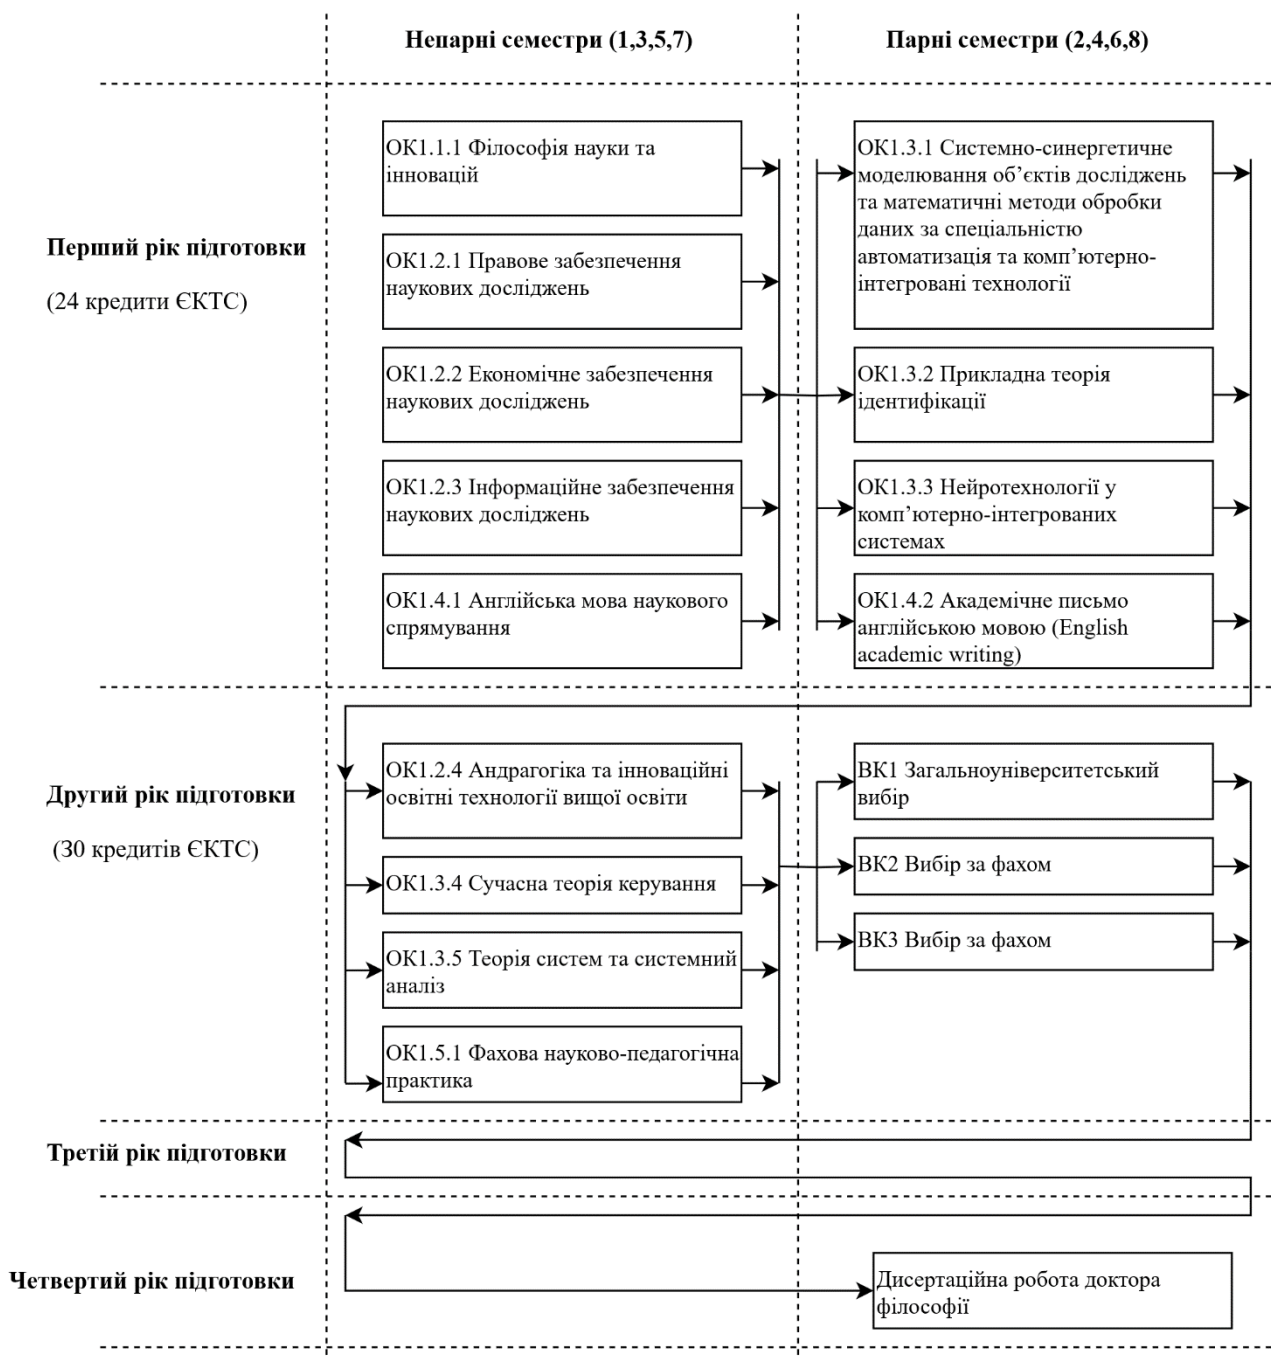 Непарні семестри (1,3,5,7)
Парні семестри (2,4,6,8)
Перший рік підготовки
(24 кредити ЄКТС)
ОК1.1.1 Філософія науки та
інновацій
ОК1.2.1 Правове забезпечення
наукових досліджень
ОК1.2.2 Економічне забезпечення
наукових досліджень
ОК1.2.3 Інформаційне забезпечення
наукових досліджень
ОК1.4.1 Англійська мова наукового
спрямування
ОК1.3.1 Системно-синергетичне
моделювання об’єктів досліджень
та математичні методи обробки
даних за спеціальністю
автоматизація та комп’ютерно-
інтегровані технології
ОК1.3.2 Прикладна теорія
ідентифікації
ОК1.3.3 Нейротехнології у
комп’ютерно-інтегрованих
системах
ОК1.4.2 Академічне письмо
англійською мовою (English
academic writing)
Другий рік підготовки
(30 кредитів ЄКТС)
ОК1.2.4 Андрагогіка та інноваційні
освітні технології вищої освіти
ОК1.3.4 Сучасна теорія керування
ОК1.3.5 Теорія систем та системний
аналіз
ОК1.5.1 Фахова науково-педагогічна
практика
ВК1 Загальноуніверситетський
вибір
ВК2 Вибір за фахом
ВК3 Вибір за фахом
Третій рік підготовки
Четвертий рік підготовки
Дисертаційна робота доктора
філософії